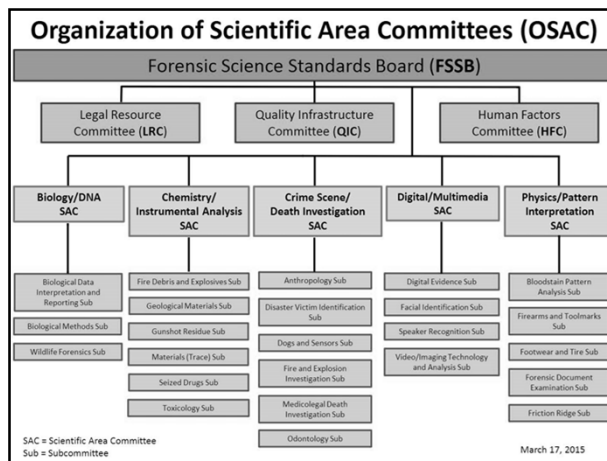 Organization of Scientific Area Committees (OSAC)
Forensic Science Standards Board (FSSB)
Legal Resource
Committee (LRC)
Quality Infrastructure
Committee (QIC)
Human Factors
Committee (HFC)
Biology/DNA
SAC
Biological Data
Interpretation and
Reporting Sub
Biological Methods Sub
Wildlife Forensics Sub
Chemistry/
Instrumental Analysis
SAC
Fire Debris and Explosives Sub
Geological Materials Sub
Gunshot Residue Sub
Materials (Trace) Sub
Seized Drugs Sub
Toxicology Sub
Crime Scene/
Death Investigation
SAC
Anthropology Sub
Disaster Victim Identification
Sub
Dogs and Sensors Sub
Fire and Explosion
Investigation Sub
Medicolegal Death
Investigation Sub
Odontology Sub
Digital/Multimedia
SAC
Digital Evidence Sub
Facial Identification Sub
Speaker Recognition Sub
Video/Imaging Technology
and Analysis Sub
Physics/Pattern
Interpretation
SAC
Bloodstain Pattern
Analysis Sub
Firearms and Toolmarks
Sub
Footwear and Tire Sub
Forensic Document
Examination Sub
Friction Ridge Sub
SAC = Scientific Area Committee
Sub = Subcommittee
March 17, 2015